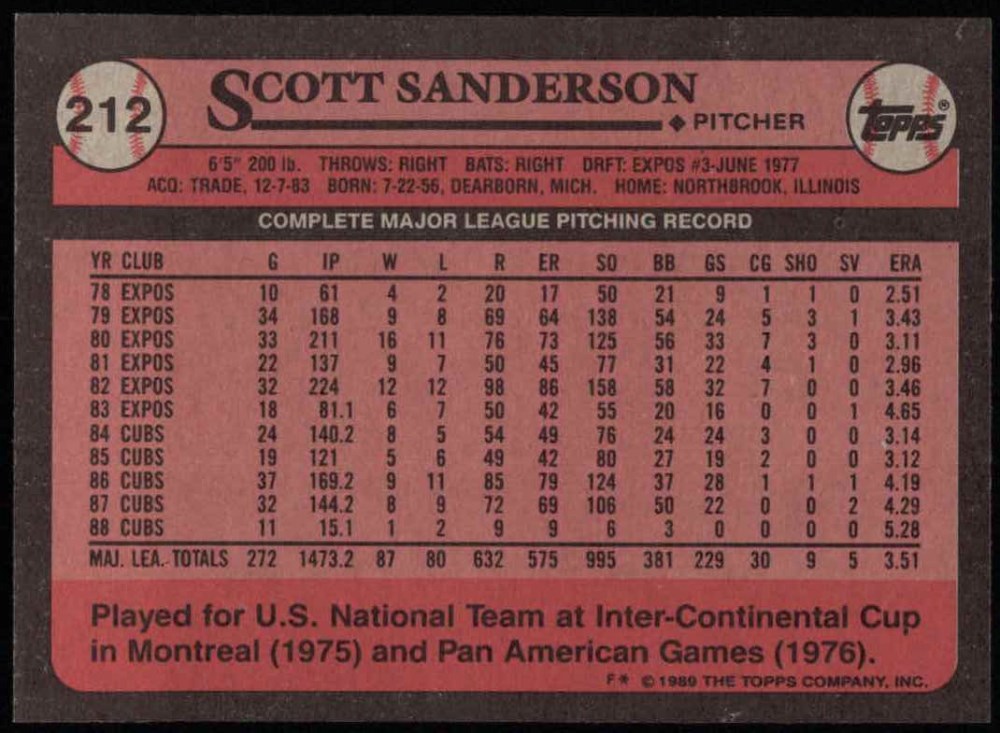 212
SCOTT SANDERSON
◆ PITCHER
TOPPS®
6'5" 200 lb. THROWS: RIGHT BATS: RIGHT DRFT: EXPOS #3-JUNE 1977
ACQ: TRADE, 12-7-83 BORN: 7-22-56, DEARBORN, MICH. HOME: NORTHBROOK, ILLINOIS
COMPLETE MAJOR LEAGUE PITCHING RECORD
YR CLUB G IP W L R ER SO BB GS CG SHO SV ERA
78 EXPOS 10 61 4 2 20 17 50 21 9 1 1 0 2.51
79 EXPOS 34 168 9 8 69 64 138 54 24 5 3 1 3.43
80 EXPOS 33 211 16 11 76 73 125 56 33 7 3 0 3.11
81 EXPOS 22 137 9 7 50 45 77 31 22 4 1 0 2.96
82 EXPOS 32 224 12 12 98 86 158 58 32 7 0 0 3.46
83 EXPOS 18 81.1 6 7 50 42 55 20 16 0 0 1 4.65
84 CUBS 24 140.2 8 5 54 49 76 24 24 3 0 0 3.14
85 CUBS 19 121 5 6 49 42 80 27 19 2 0 0 3.12
86 CUBS 37 169.2 9 11 85 79 124 37 28 1 1 1 4.19
87 CUBS 32 144.2 8 9 72 69 106 50 22 0 0 2 4.29
88 CUBS 11 15.1 1 2 9 9 6 3 0 0 0 0 5.28
MAJ. LEA. TOTALS 272 1473.2 87 80 632 575 995 381 229 30 9 5 3.51
Played for U.S. National Team at Inter-Continental Cup
in Montreal (1975) and Pan American Games (1976).
F* © 1989 THE TOPPS COMPANY, INC.